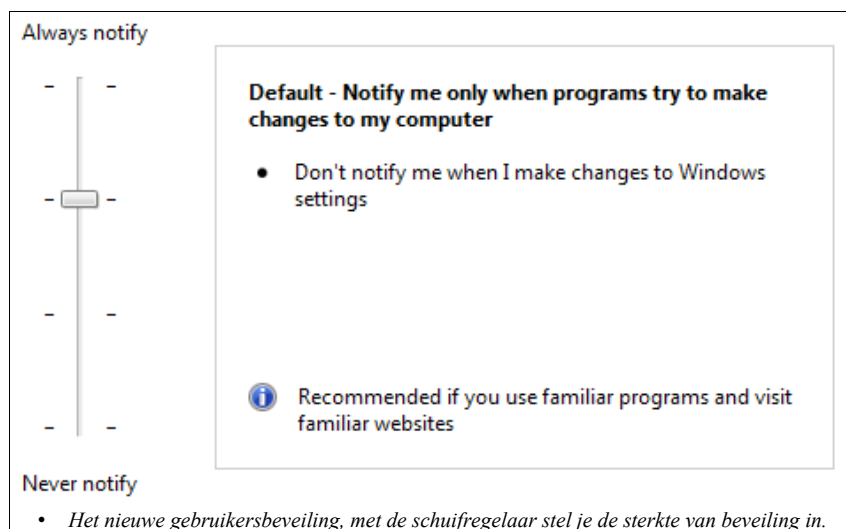 Always notify
Default - Notify me only when programs try to make
changes to my computer
• Don't notify me when I make changes to Windows
settings
Recommended if you use familiar programs and visit
familiar websites
Never notify
• Het nieuwe gebruikersbeveiling, met de schuifregelaar stel je de sterkte van beveiling in.